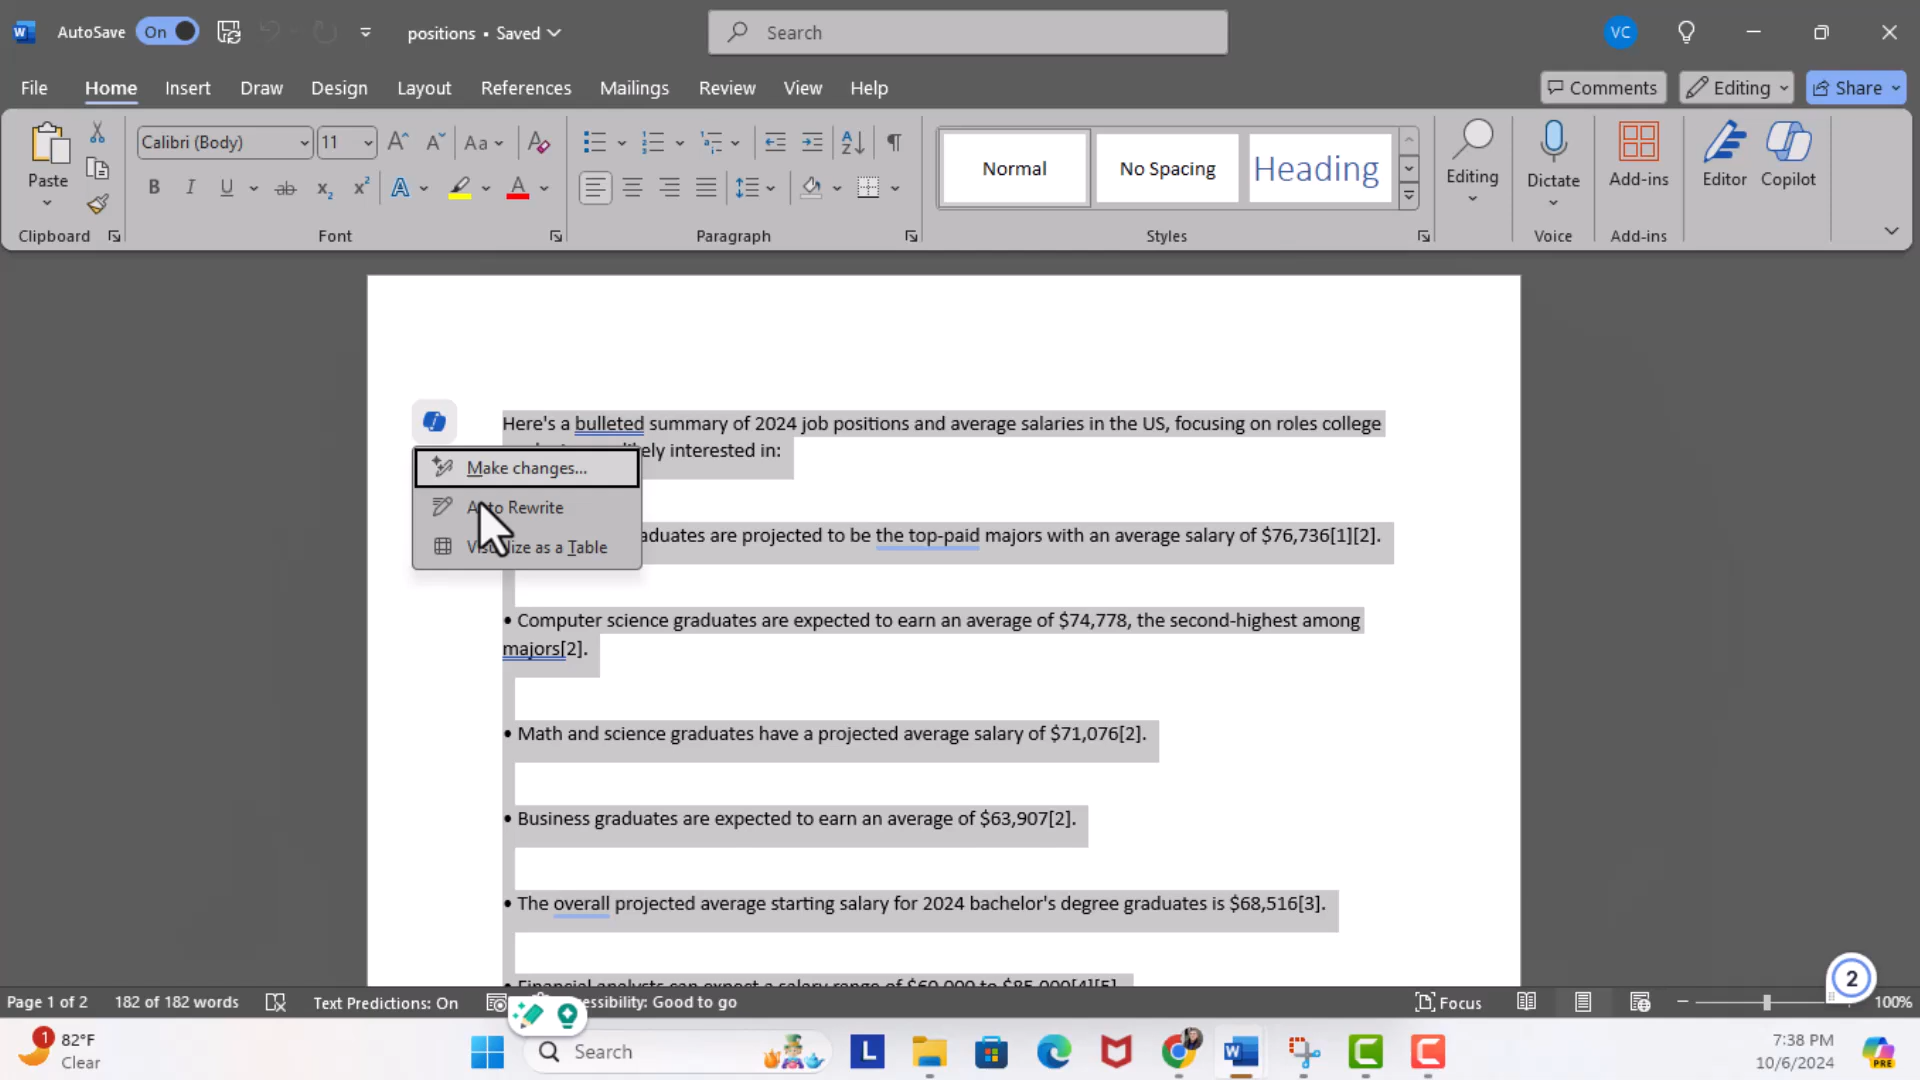 AutoSave On positions • Saved Search VC
File Home Insert Draw Design Layout References Mailings Review View Help Comments Editing Share
Paste Calibri (Body) 11 Aa Normal No Spacing Heading Editing Dictate Add-ins Editor Copilot
Clipboard Font Paragraph Styles Voice Add-ins
Here's a bulleted summary of 2024 job positions and average salaries in the US, focusing on roles college
interested in:
Make changes...
Rewrite
as a Table
are projected to be the top-paid majors with an average salary of $76,736[1][2].
• Computer science graduates are expected to earn an average of $74,778, the second-highest among
majors[2].
• Math and science graduates have a projected average salary of $71,076[2].
• Business graduates are expected to earn an average of $63,907[2].
• The overall projected average starting salary for 2024 bachelor's degree graduates is $68,516[3].
• Financial analysts can expect a salary range of $60,000 to $85,000[4][5].
2
Page 1 of 2 182 of 182 words Text Predictions: On Good to go Focus 100%
1 82°F
Clear
Search L 7:38 PM
10/6/2024 PRE